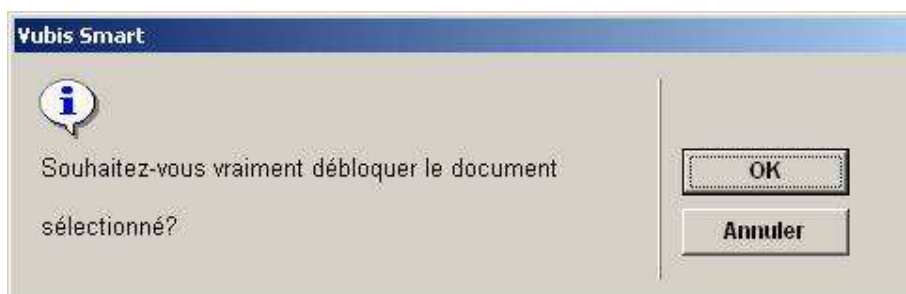 Vubis Smart
Souhaitez-vous vraiment débloquer le document
sélectionné?
OK
Annuler